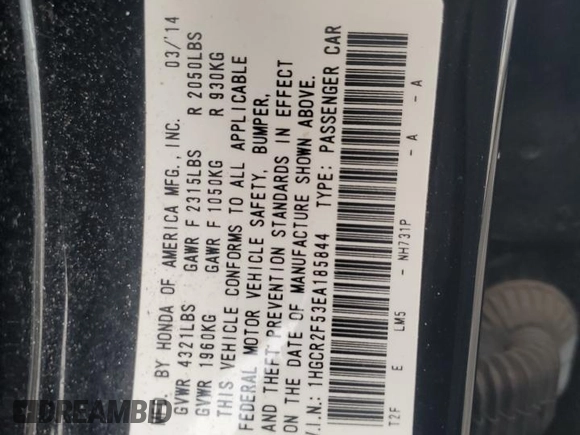 BY HONDA OF AMERICA MFG., INC. 03/'14
GVWR 4321LBS GAWR F 2315LBS R 2050LBS
GVWR 1960KG GAWR F 1050KG R 930KG
THIS VEHICLE CONFORMS TO ALL APPLICABLE
FEDERAL MOTOR VEHICLE SAFETY, BUMPER,
AND THEFT PREVENTION STANDARDS IN EFFECT
ON THE DATE OF MANUFACTURE SHOWN ABOVE.
V.I.N.: 1HGCR2F53EA185844 TYPE: PASSENGER CAR
T2F E LM5 - NH731P - A - A
DREAMBID